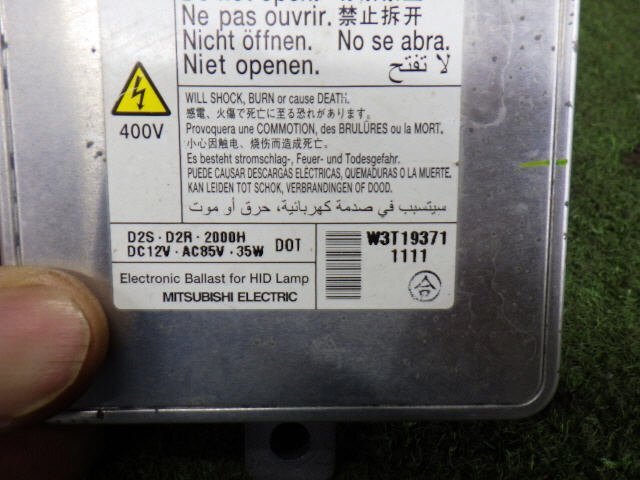 Ne pas ouvrir. 禁止拆开
Nicht öffnen. No se abra.
Niet openen. لا تفتح
400V
WILL SHOCK, BURN or cause DEATH.
感電、火傷で死亡に至る恐れがあります。
Provoquera une COMMOTION, des BRULÛRES ou la MORT.
小心因触电、烧伤而造成死亡。
Es besteht stromschlag-, Feuer- und Todesgefahr.
PUEDE CAUSAR DESCARGAS ELÉCTRICAS, QUEMADURAS O LA MUERTE.
KAN LEIDEN TOT SCHOK, VERBRANDINGEN OF DOOD.
سيتسبب في صدمة كهربائية، حرق أو موت
D2S · D2R · 2000H
DC12V · AC85V · 35W DOT
W3T19371
1111
Electronic Ballast for HID Lamp
MITSUBISHI ELECTRIC
合